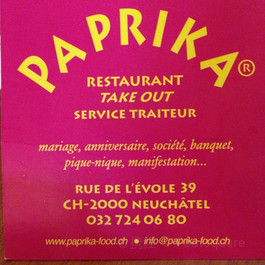 PAPRIKA®
RESTAURANT
TAKE OUT
SERVICE TRAITEUR
mariage, anniversaire, société, banquet,
pique-nique, manifestation...
RUE DE L'ÉVOLE 39
CH-2000 NEUCHÂTEL
032 724 06 80
www.paprika-food.ch • info@paprika-food.ch